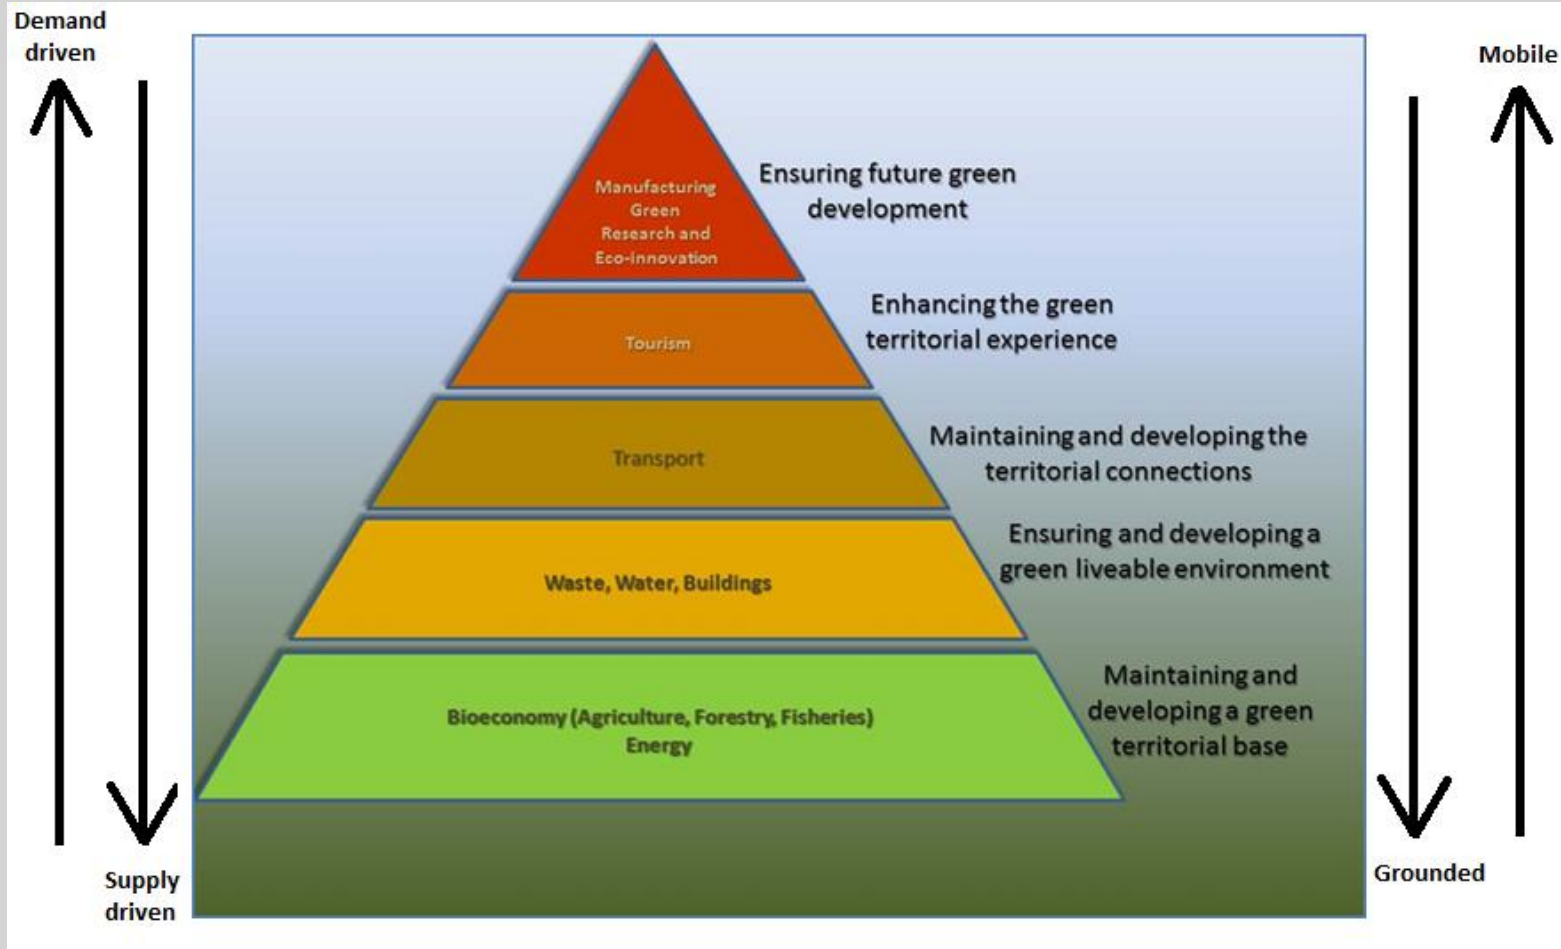 Demand
driven
Mobile
Manufacturing
Green
Research and
Eco-innovation
Ensuring future green
development
Tourism
Enhancing the green
territorial experience
Transport
Maintaining and developing the
territorial connections
Waste, Water, Buildings
Ensuring and developing a
green liveable environment
Bioeconomy (Agriculture, Forestry, Fisheries)
Energy
Maintaining and
developing a green
territorial base
Supply
driven
Grounded